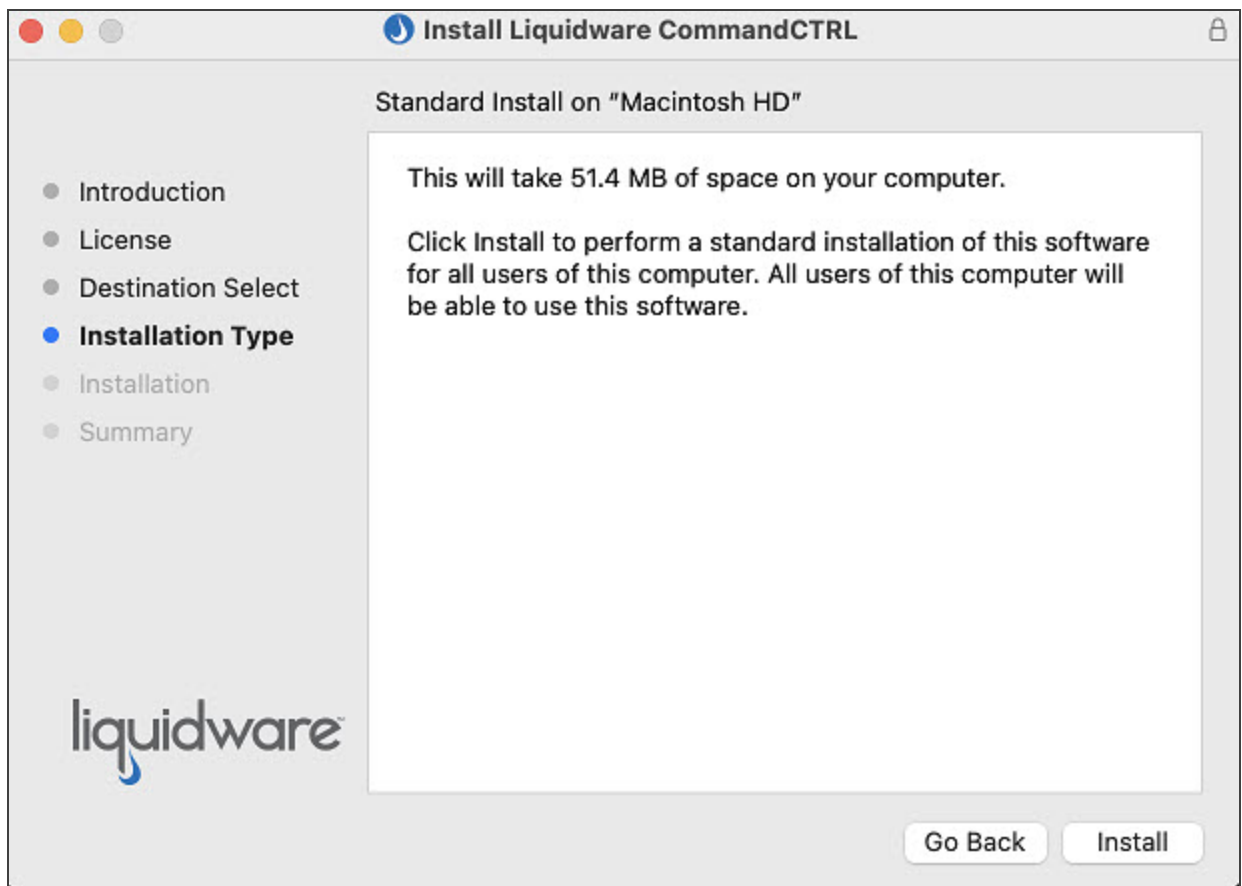 Install Liquidware CommandCTRL
Standard Install on “Macintosh HD”
Introduction
License
Destination Select
Installation Type
Installation
Summary
This will take 51.4 MB of space on your computer.
Click Install to perform a standard installation of this software
for all users of this computer. All users of this computer will
be able to use this software.
liquidware™
Go Back
Install